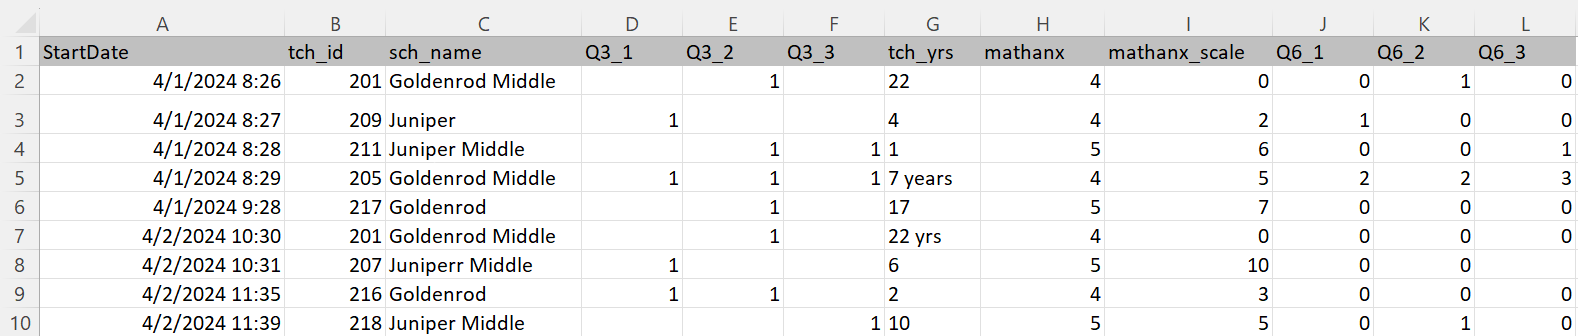 A B C D E F G H I J K L
1 StartDate tch_id sch_name Q3_1 Q3_2 Q3_3 tch_yrs mathanx mathanx_scale Q6_1 Q6_2 Q6_3
2 4/1/2024 8:26 201 Goldenrod Middle 1 22 4 0 0 1 0
3 4/1/2024 8:27 209 Juniper 1 4 4 2 1 0 0
4 4/1/2024 8:28 211 Juniper Middle 1 1 1 5 6 0 0 1
5 4/1/2024 8:29 205 Goldenrod Middle 1 1 1 7 years 4 5 2 2 3
6 4/1/2024 9:28 217 Goldenrod 1 17 5 7 0 0 0
7 4/2/2024 10:30 201 Goldenrod Middle 1 22 yrs 4 0 0 0 0
8 4/2/2024 10:31 207 Juniperr Middle 1 6 5 10 0 0
9 4/2/2024 11:35 216 Goldenrod 1 1 2 4 3 0 0 0
10 4/2/2024 11:39 218 Juniper Middle 1 10 5 5 0 1 0